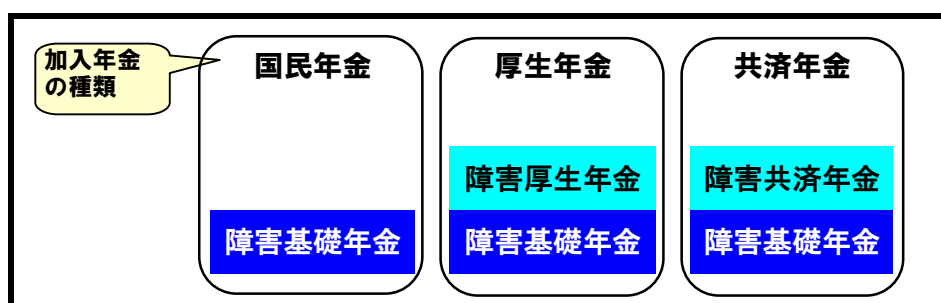 加入年金
の種類
国民年金
厚生年金
共済年金
障害厚生年金
障害共済年金
障害基礎年金
障害基礎年金
障害基礎年金